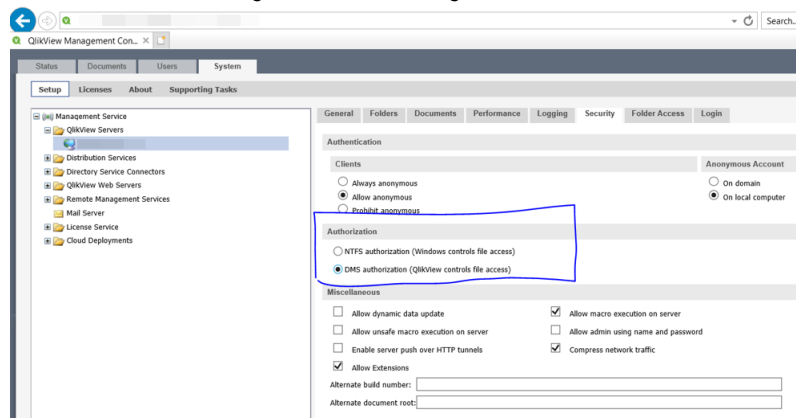 Search..
QlikView Management Con...
Status Documents Users System
Setup Licenses About Supporting Tasks
Management Service
QlikView Servers
Distribution Services
Directory Service Connectors
QlikView Web Servers
Remote Management Services
Mail Server
License Service
Cloud Deployments
General Folders Documents Performance Logging Security Folder Access Login
Authentication
Clients Anonymous Account
Always anonymous On domain
Allow anonymous On local computer
Prohibit anonymous
Authorization
NTFS authorization (Windows controls file access)
DMS authorization (QlikView controls file access)
Miscellaneous
Allow dynamic data update Allow macro execution on server
Allow unsafe macro execution on server Allow admin using name and password
Enable server push over HTTP tunnels Compress network traffic
Allow Extensions
Alternate build number:
Alternate document root: